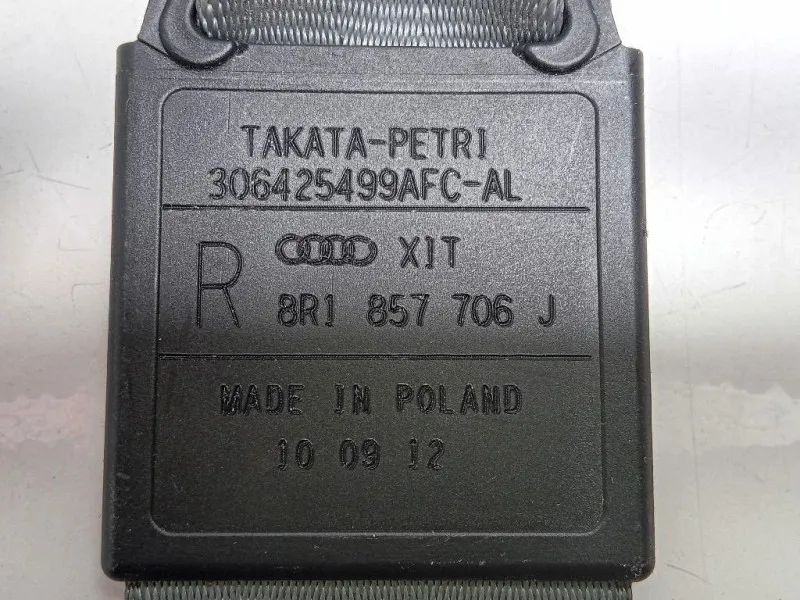 TAKATA-PETRI
306425499AFC-AL
R XIT
8R1 857 706 J
MADE IN POLAND
10 09 12